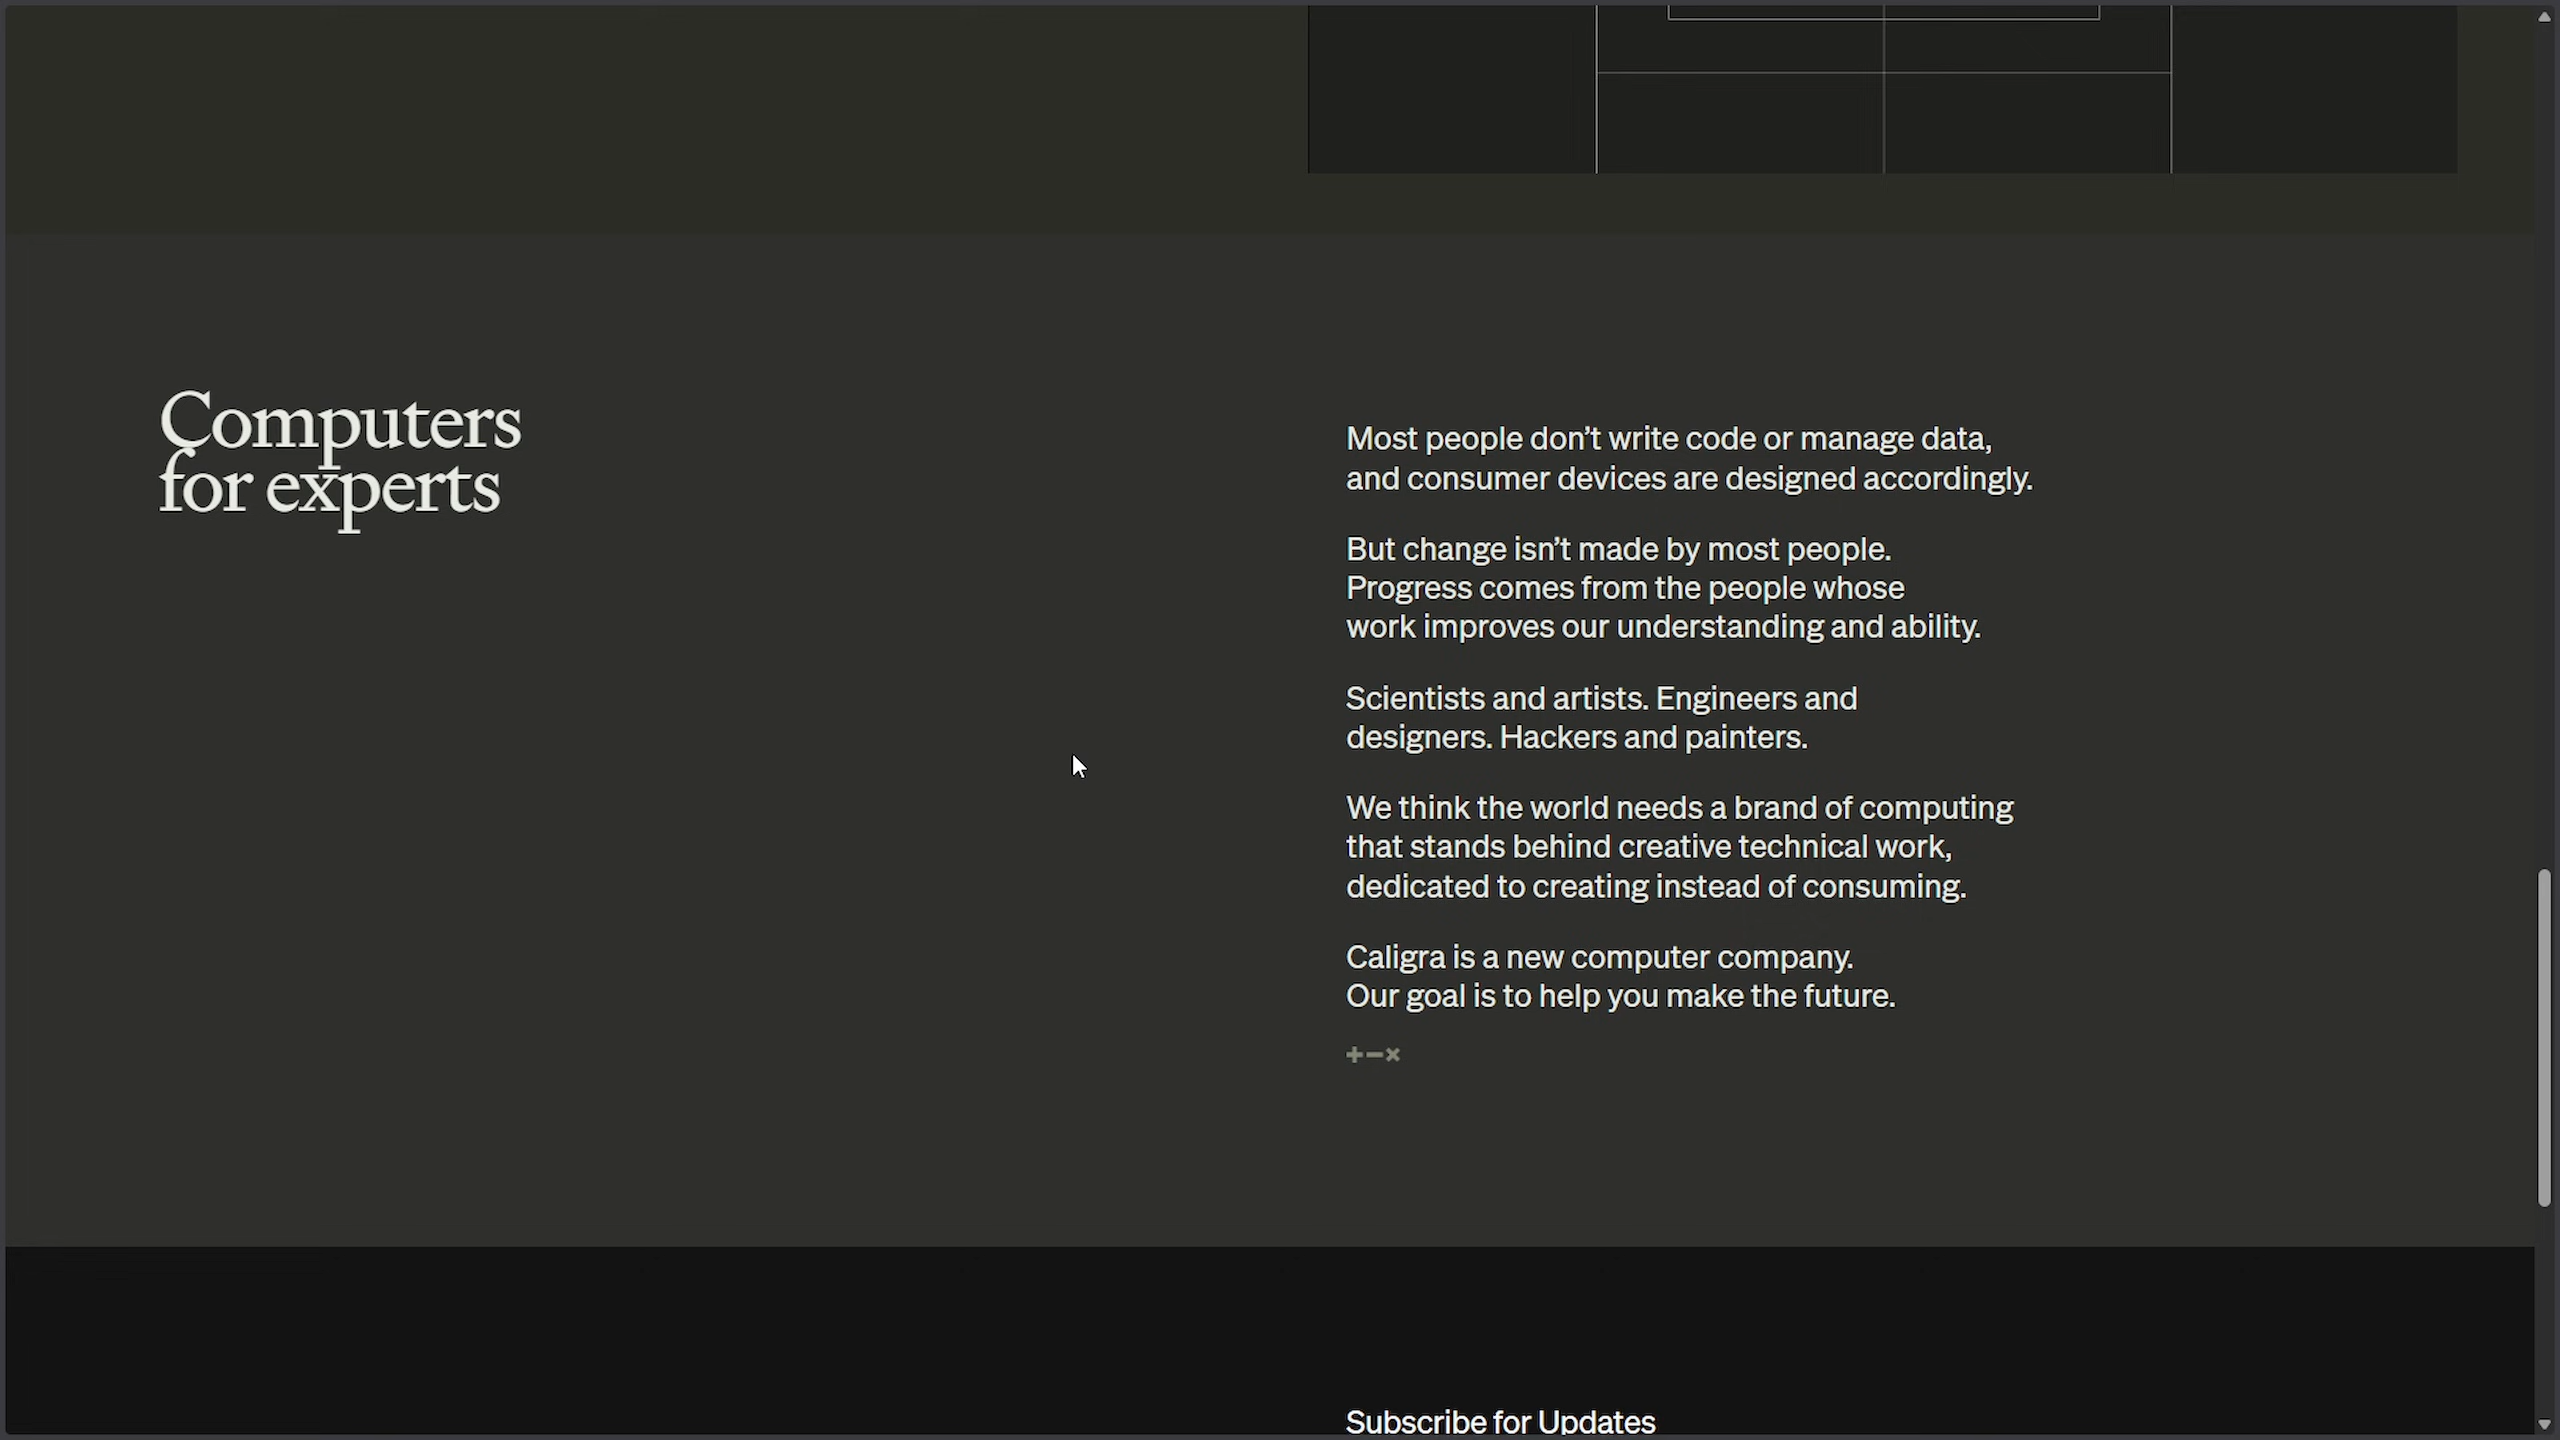 Computers
for experts
Most people don’t write code or manage data,
and consumer devices are designed accordingly.
But change isn’t made by most people.
Progress comes from the people whose
work improves our understanding and ability.
Scientists and artists. Engineers and
designers. Hackers and painters.
We think the world needs a brand of computing
that stands behind creative technical work,
dedicated to creating instead of consuming.
Caligra is a new computer company.
Our goal is to help you make the future.
+−×
Subscribe for Updates